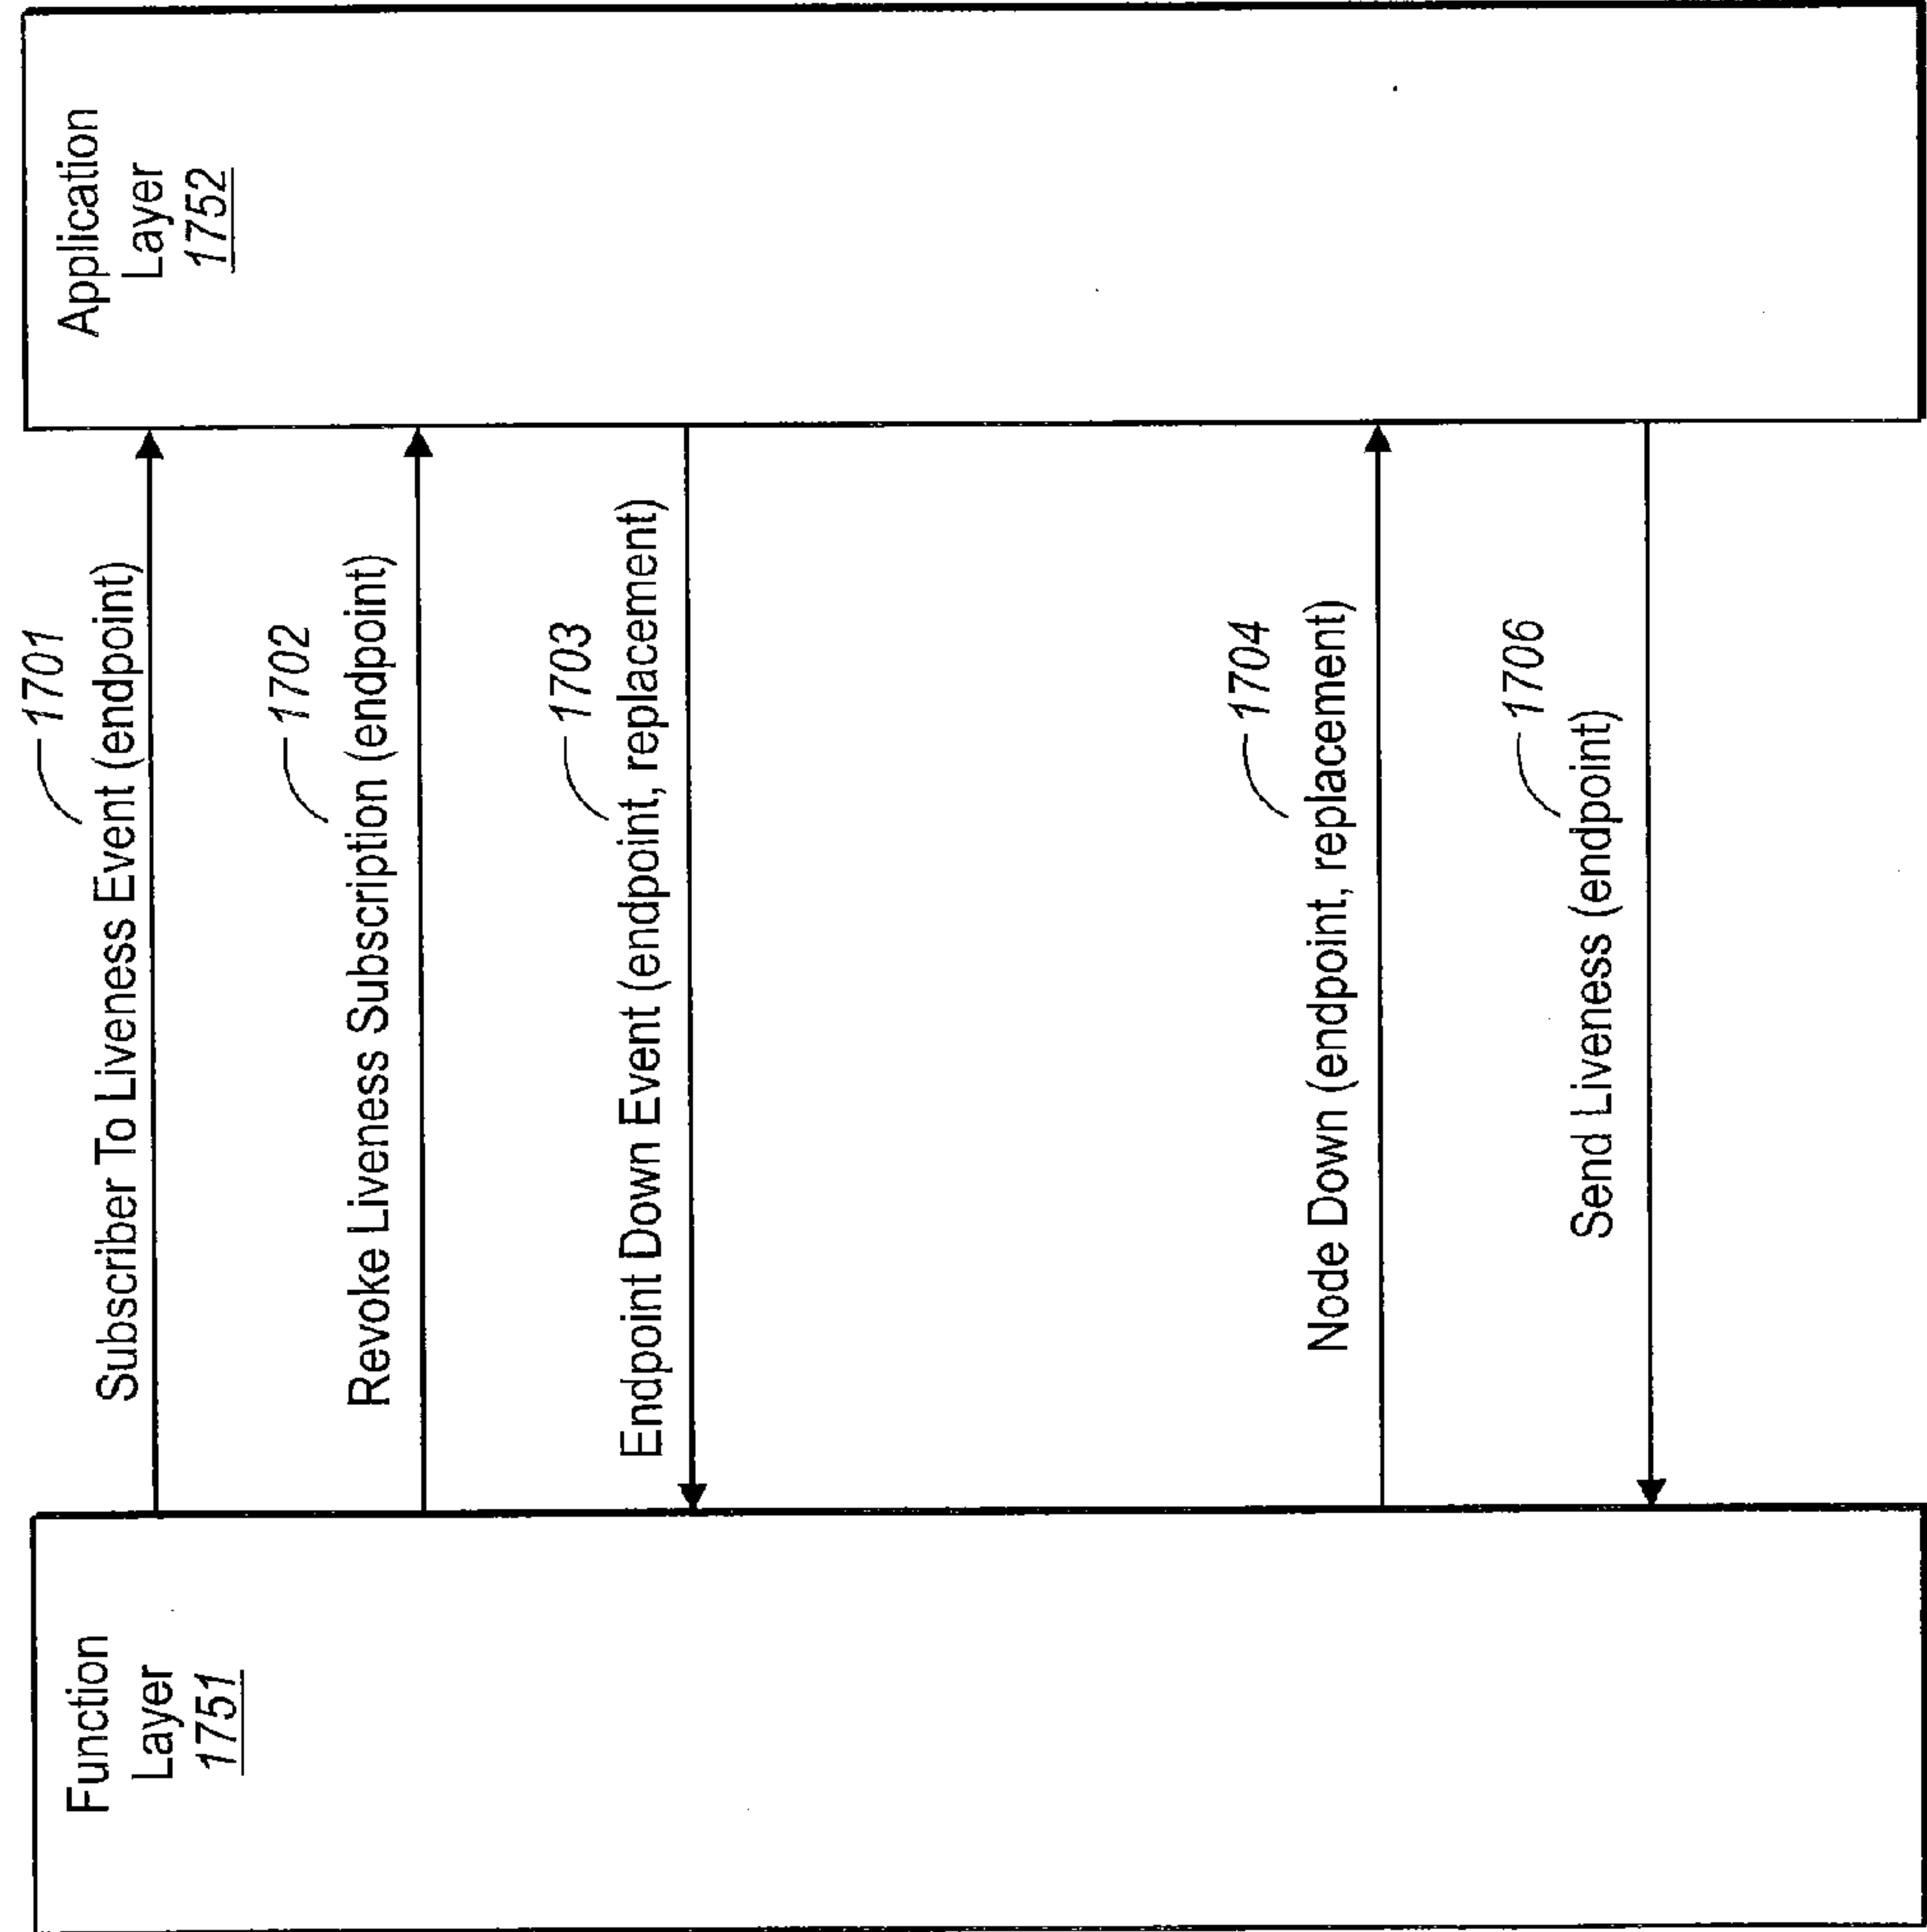 Function
Layer
1751
Application
Layer
1752
1701
Subscriber To Liveness Event (endpoint)
1702
Revoke Liveness Subscription (endpoint)
1703
Endpoint Down Event (endpoint, replacement)
1704
Node Down (endpoint, replacement)
1706
Send Liveness (endpoint)